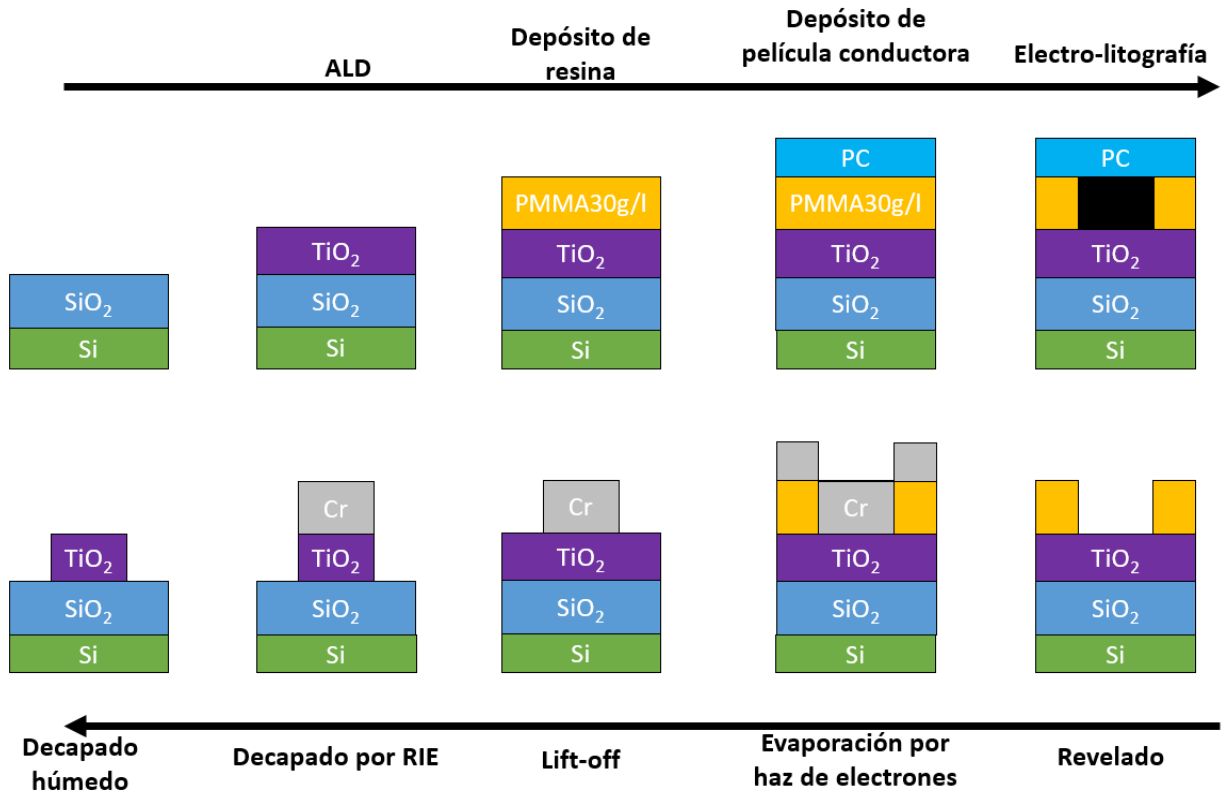 ALD
Depósito de
resina
Depósito de
película conductora
Electro-litografía
SiO₂
Si
TiO₂
SiO₂
Si
PMMA30g/l
TiO₂
SiO₂
Si
PC
PMMA30g/l
TiO₂
SiO₂
Si
PC
TiO₂
SiO₂
Si
TiO₂
SiO₂
Si
Cr
TiO₂
SiO₂
Si
Cr
TiO₂
SiO₂
Si
Cr
TiO₂
SiO₂
Si
TiO₂
SiO₂
Si
Decapado
húmedo
Decapado por RIE
Lift-off
Evaporación por
haz de electrones
Revelado